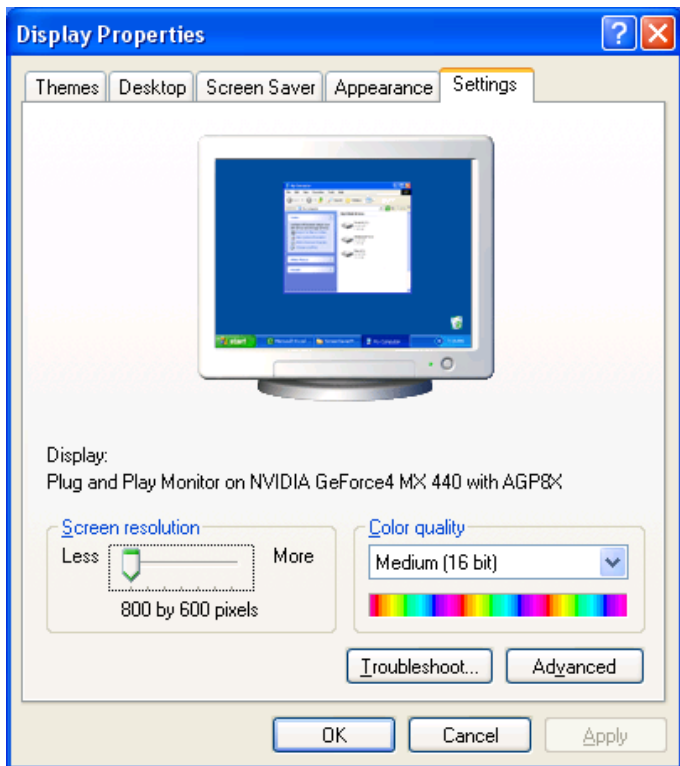 Display Properties
Themes Desktop Screen Saver Appearance Settings
Display:
Plug and Play Monitor on NVIDIA GeForce4 MX 440 with AGP8X
Screen resolution
Less More
800 by 600 pixels
Color quality
Medium (16 bit)
Troubleshoot... Advanced
OK Cancel Apply